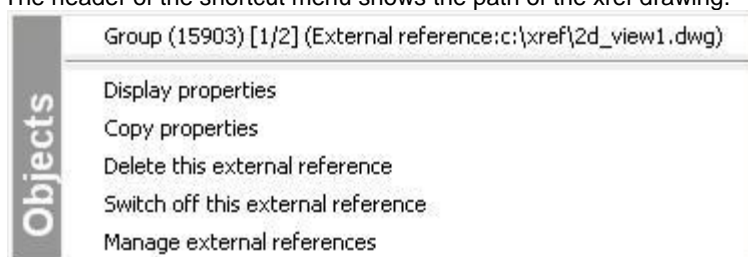 The header of the shortcut menu shows the path of the xref drawing.
Group (15903) [1/2] (External reference:c:\xref\2d_view1.dwg)
Display properties
Copy properties
Delete this external reference
Switch off this external reference
Manage external references
Objects